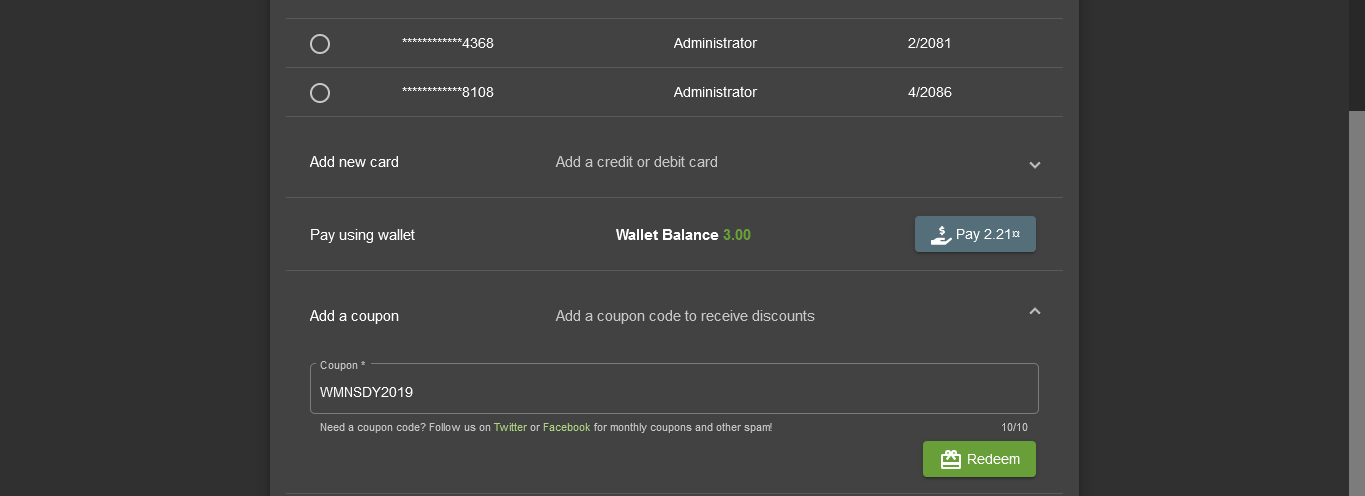 ************4368 Administrator 2/2081
************8108 Administrator 4/2086
Add new card Add a credit or debit card
Pay using wallet Wallet Balance 3.00 Pay 2.21¤
Add a coupon Add a coupon code to receive discounts
Coupon *
WMNSDY2019
Need a coupon code? Follow us on Twitter or Facebook for monthly coupons and other spam! 10/10
Redeem